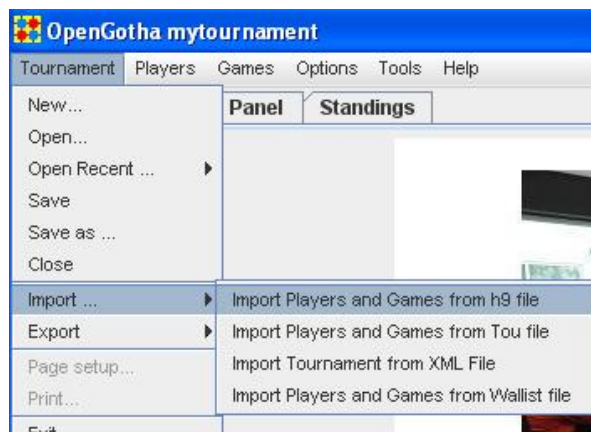 OpenGotha mytournament
Tournament Players Games Options Tools Help
New...
Panel Standings
Open...
Open Recent ...
Save
Save as ...
Close
Import ...
Import Players and Games from h9 file
Export
Import Players and Games from Tou file
Page setup...
Import Tournament from XML File
Print...
Import Players and Games from Wallist file
Exit